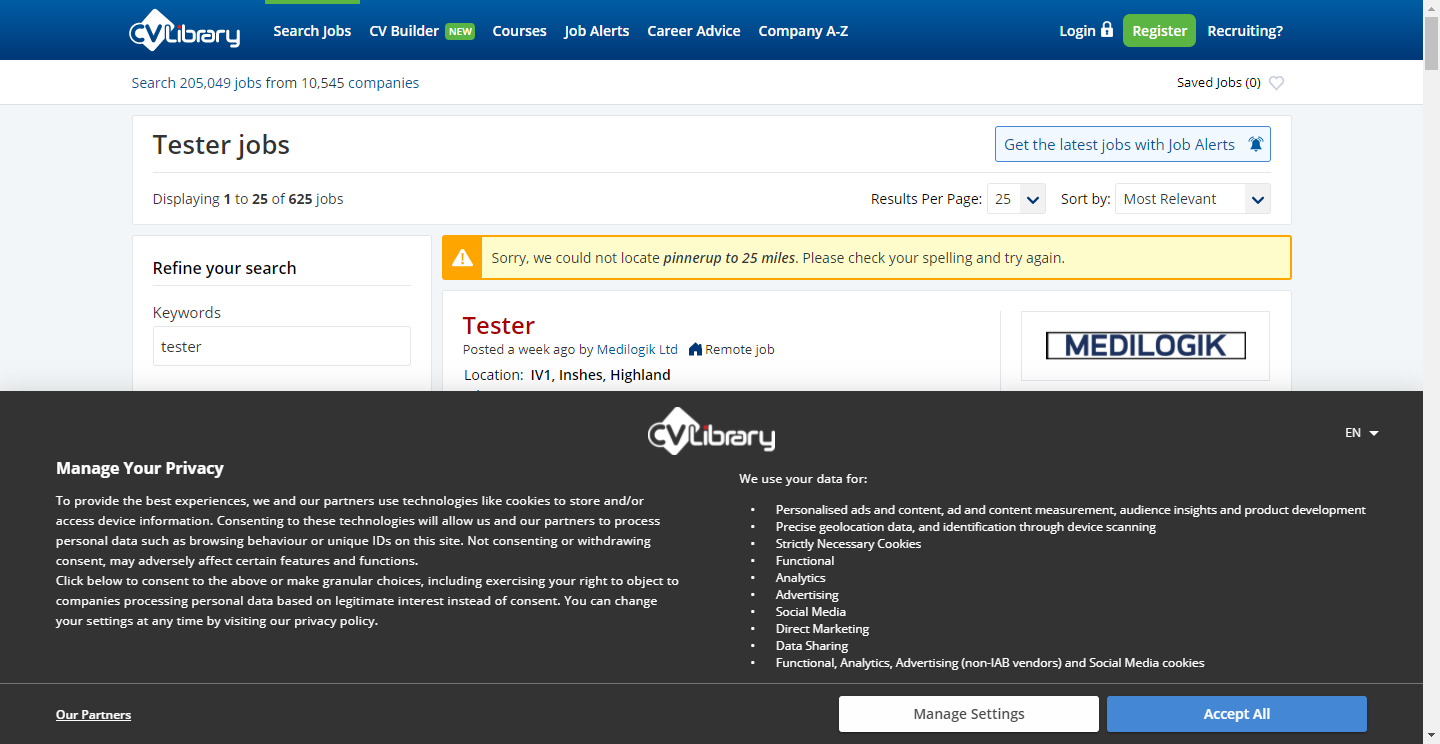 CVLibrary
Search Jobs CV Builder NEW Courses Job Alerts Career Advice Company A-Z Login Register Recruiting?
Search 205,049 jobs from 10,545 companies Saved Jobs (0)
Tester jobs Get the latest jobs with Job Alerts
Displaying 1 to 25 of 625 jobs Results Per Page: 25 Sort by: Most Relevant
Refine your search
Sorry, we could not locate pinnerup to 25 miles. Please check your spelling and try again.
Keywords
tester
Tester
Posted a week ago by Medilogik Ltd Remote job
Location: IV1, Inshes, Highland
MEDILOGIK
CVLibrary
EN
Manage Your Privacy
To provide the best experiences, we and our partners use technologies like cookies to store and/or
access device information. Consenting to these technologies will allow us and our partners to process
personal data such as browsing behaviour or unique IDs on this site. Not consenting or withdrawing
consent, may adversely affect certain features and functions.
Click below to consent to the above or make granular choices, including exercising your right to object to
companies processing personal data based on legitimate interest instead of consent. You can change
your settings at any time by visiting our privacy policy.
We use your data for:
• Personalised ads and content, ad and content measurement, audience insights and product development
• Precise geolocation data, and identification through device scanning
• Strictly Necessary Cookies
• Functional
• Analytics
• Advertising
• Social Media
• Direct Marketing
• Data Sharing
• Functional, Analytics, Advertising (non-IAB vendors) and Social Media cookies
Our Partners Manage Settings Accept All